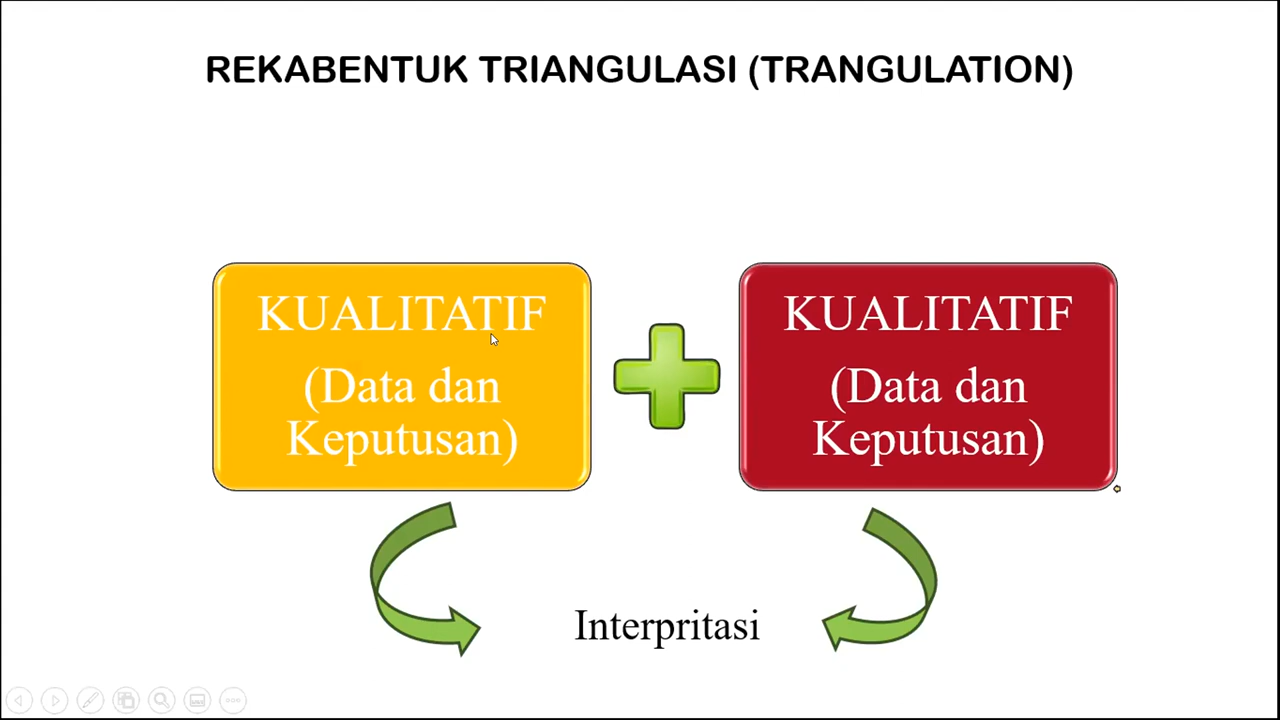 REKABENTUK TRIANGULASI (TRANGULATION)
KUALITATIF
(Data dan
Keputusan)
KUALITATIF
(Data dan
Keputusan)
Interpritasi